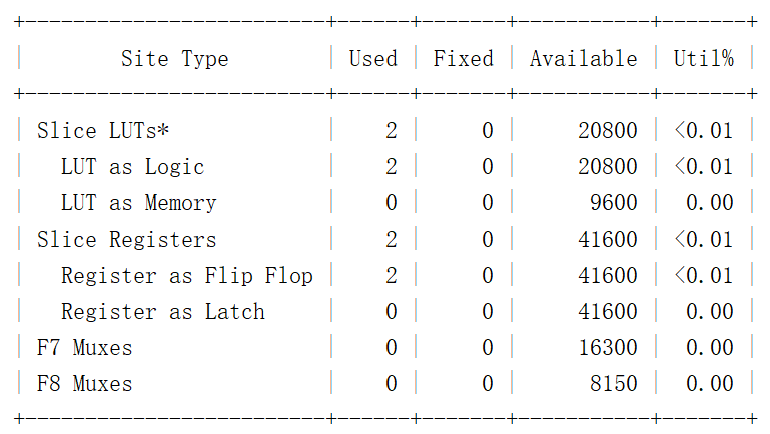 +-------------------------+------+-------+-----------+-------+
|        Site Type        | Used | Fixed | Available | Util% |
+-------------------------+------+-------+-----------+-------+
| Slice LUTs*             |    2 |     0 |     20800 | <0.01 |
|   LUT as Logic          |    2 |     0 |     20800 | <0.01 |
|   LUT as Memory         |    0 |     0 |      9600 |  0.00 |
| Slice Registers         |    2 |     0 |     41600 | <0.01 |
|   Register as Flip Flop |    2 |     0 |     41600 | <0.01 |
|   Register as Latch     |    0 |     0 |     41600 |  0.00 |
| F7 Muxes                |    0 |     0 |     16300 |  0.00 |
| F8 Muxes                |    0 |     0 |      8150 |  0.00 |
+-------------------------+------+-------+-----------+-------+